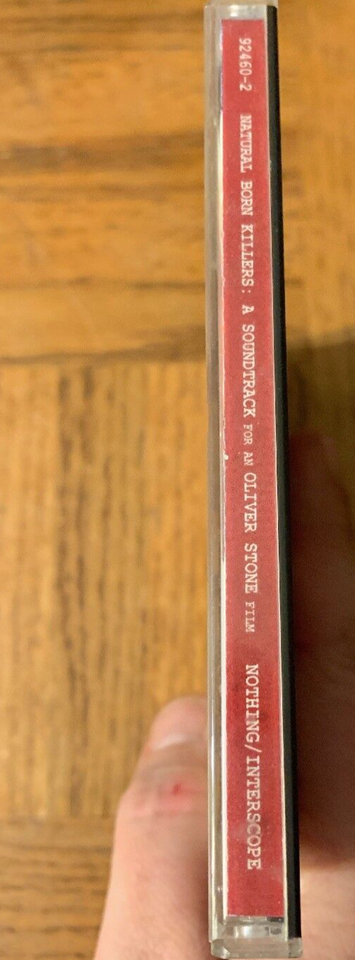 92460-2 NATURAL BORN KILLERS: A SOUNDTRACK FOR AN OLIVER STONE FILM NOTHING/INTERSCOPE